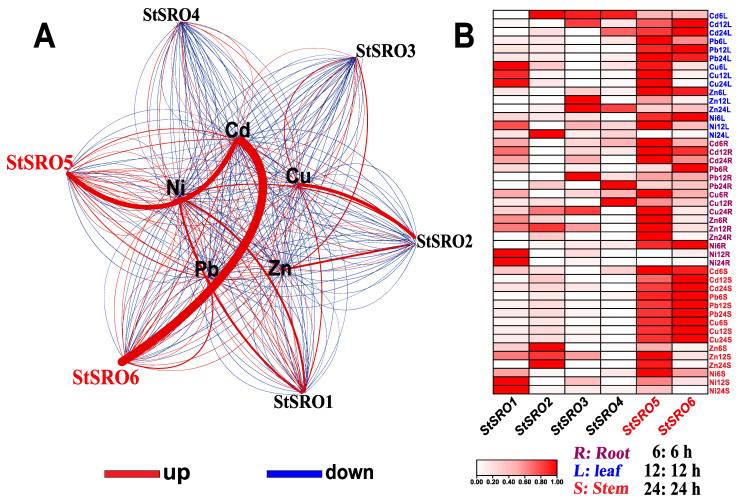 A
StSRO4
StSRO3
Cd
StSRO5
Ni
Cu
StSRO2
Pb
Zn
StSRO6
StSRO1
up
down
B
Cd6L
Cd12L
Cd24L
Pb6L
Pb12L
Pb24L
Cu6L
Cu12L
Cu24L
Zn6L
Zn12L
Zn24L
Ni6L
Ni12L
Ni24L
Cd6R
Cd12R
Cd24R
Pb6R
Pb12R
Pb24R
Cu6R
Cu12R
Cu24R
Zn6R
Zn12R
Zn24R
Ni6R
Ni12R
Ni24R
Cd6S
Cd12S
Cd24S
Pb6S
Pb12S
Pb24S
Cu6S
Cu12S
Cu24S
Zn6S
Zn12S
Zn24S
Ni6S
Ni12S
Ni24S
StSRO1 StSRO2 StSRO3 StSRO4 StSRO5 StSRO6
0.00 0.20 0.40 0.60 0.80 1.00
R: Root 6: 6 h
L: leaf 12: 12 h
S: Stem 24: 24 h